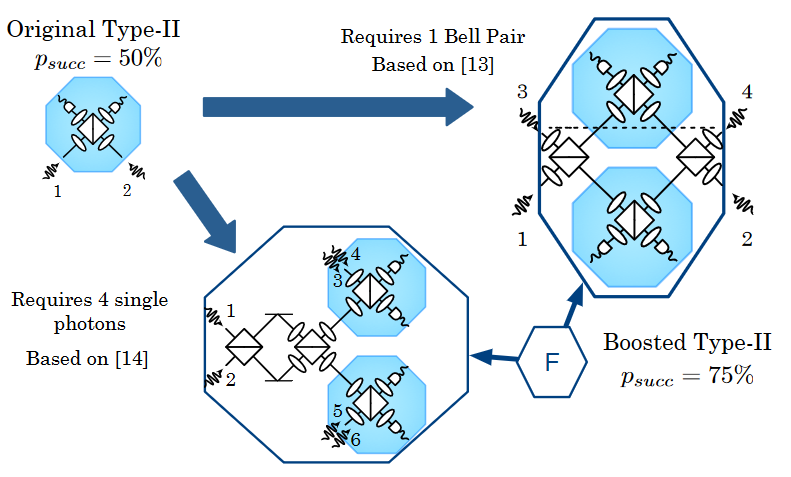 Original Type-II
p_succ = 50%
1
2
Requires 1 Bell Pair
Based on [13]
3
4
1
2
Requires 4 single
photons
Based on [14]
1
2
4
3
5
6
F
Boosted Type-II
p_succ = 75%